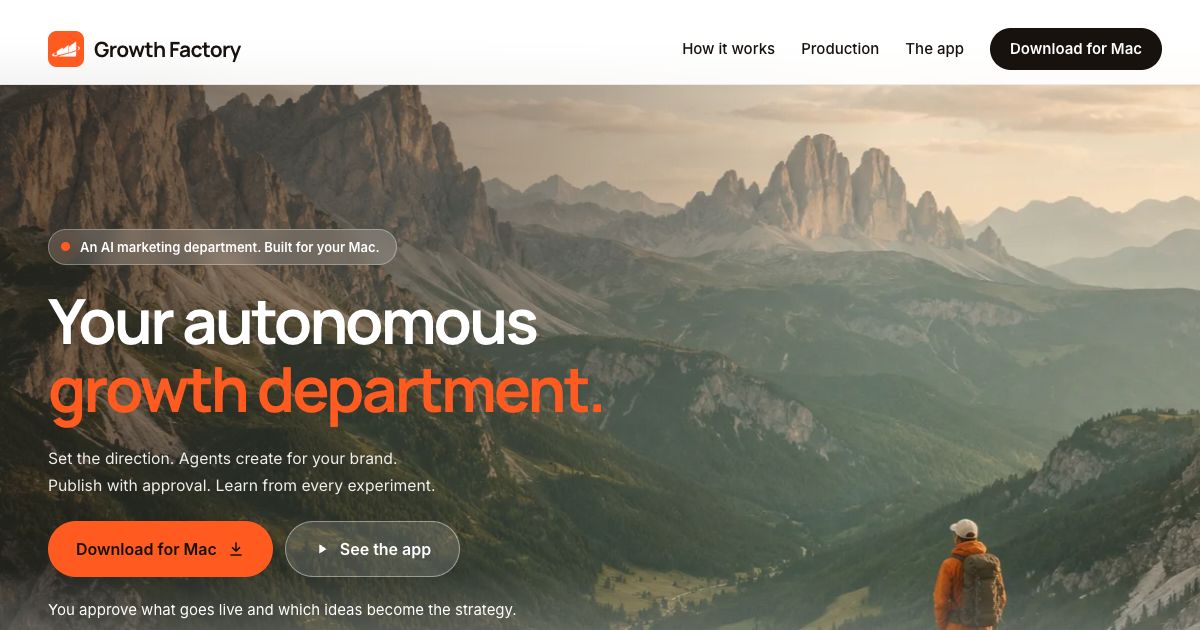 Growth Factory
How it works
Production
The app
Download for Mac
An AI marketing department. Built for your Mac.
Your autonomous
growth department.
Set the direction. Agents create for your brand.
Publish with approval. Learn from every experiment.
Download for Mac
See the app
You approve what goes live and which ideas become the strategy.